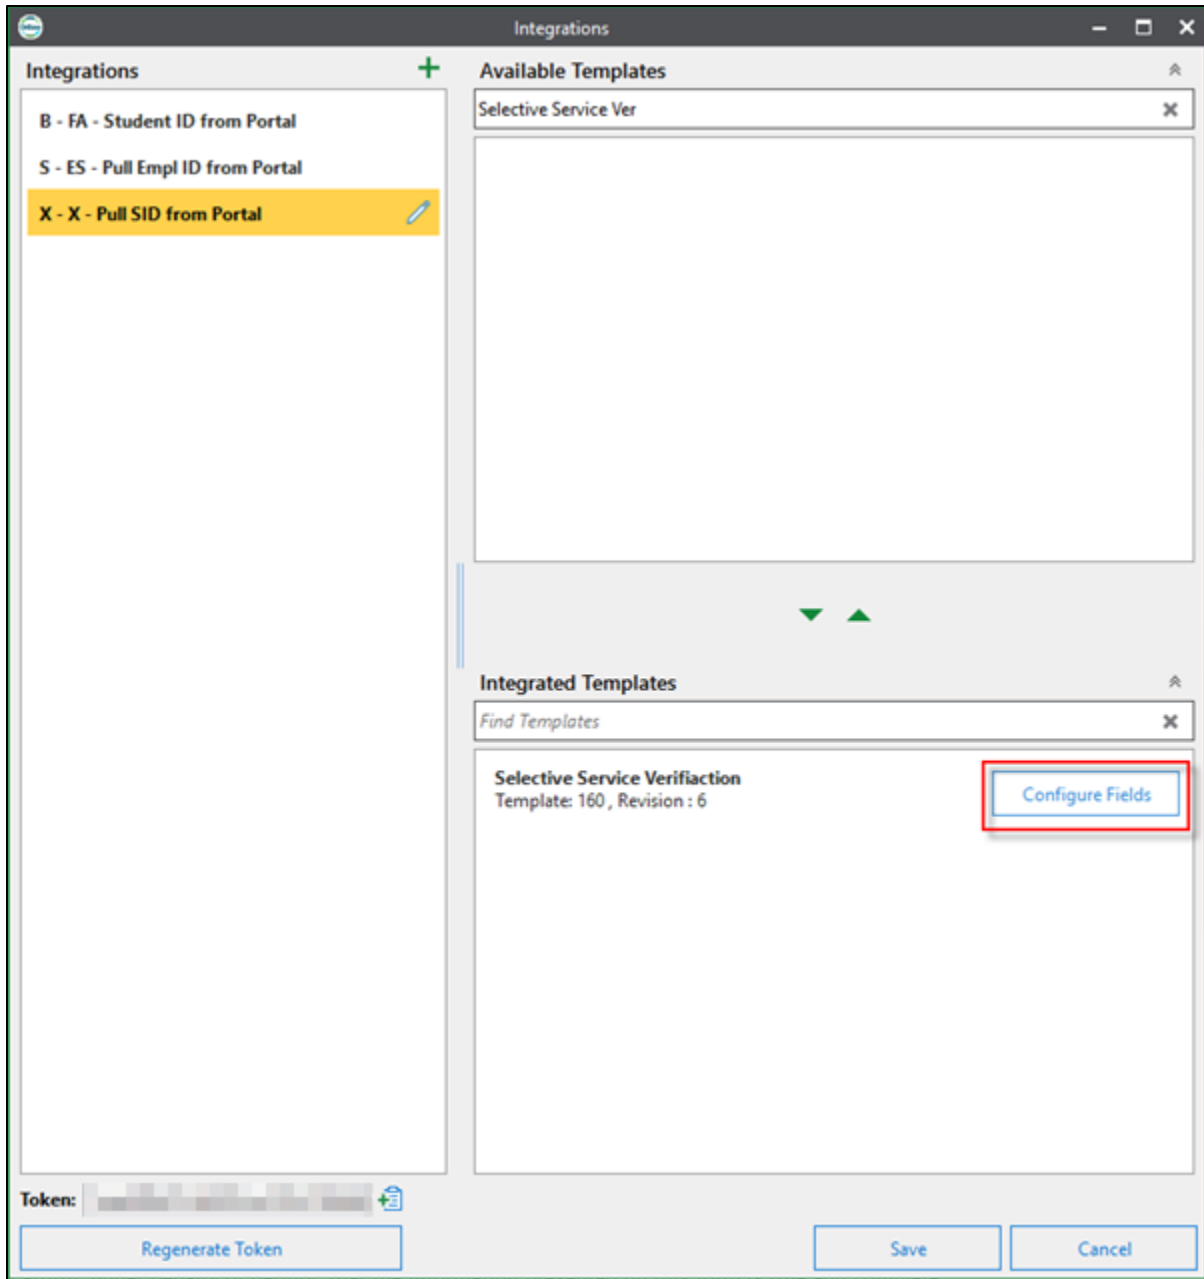 Integrations
Integrations
B - FA - Student ID from Portal
S - ES - Pull Empl ID from Portal
X - X - Pull SID from Portal
Token:
Regenerate Token
Available Templates
Selective Service Ver
Integrated Templates
Find Templates
Selective Service Verifiaction
Template: 160 , Revision : 6
Configure Fields
Save
Cancel